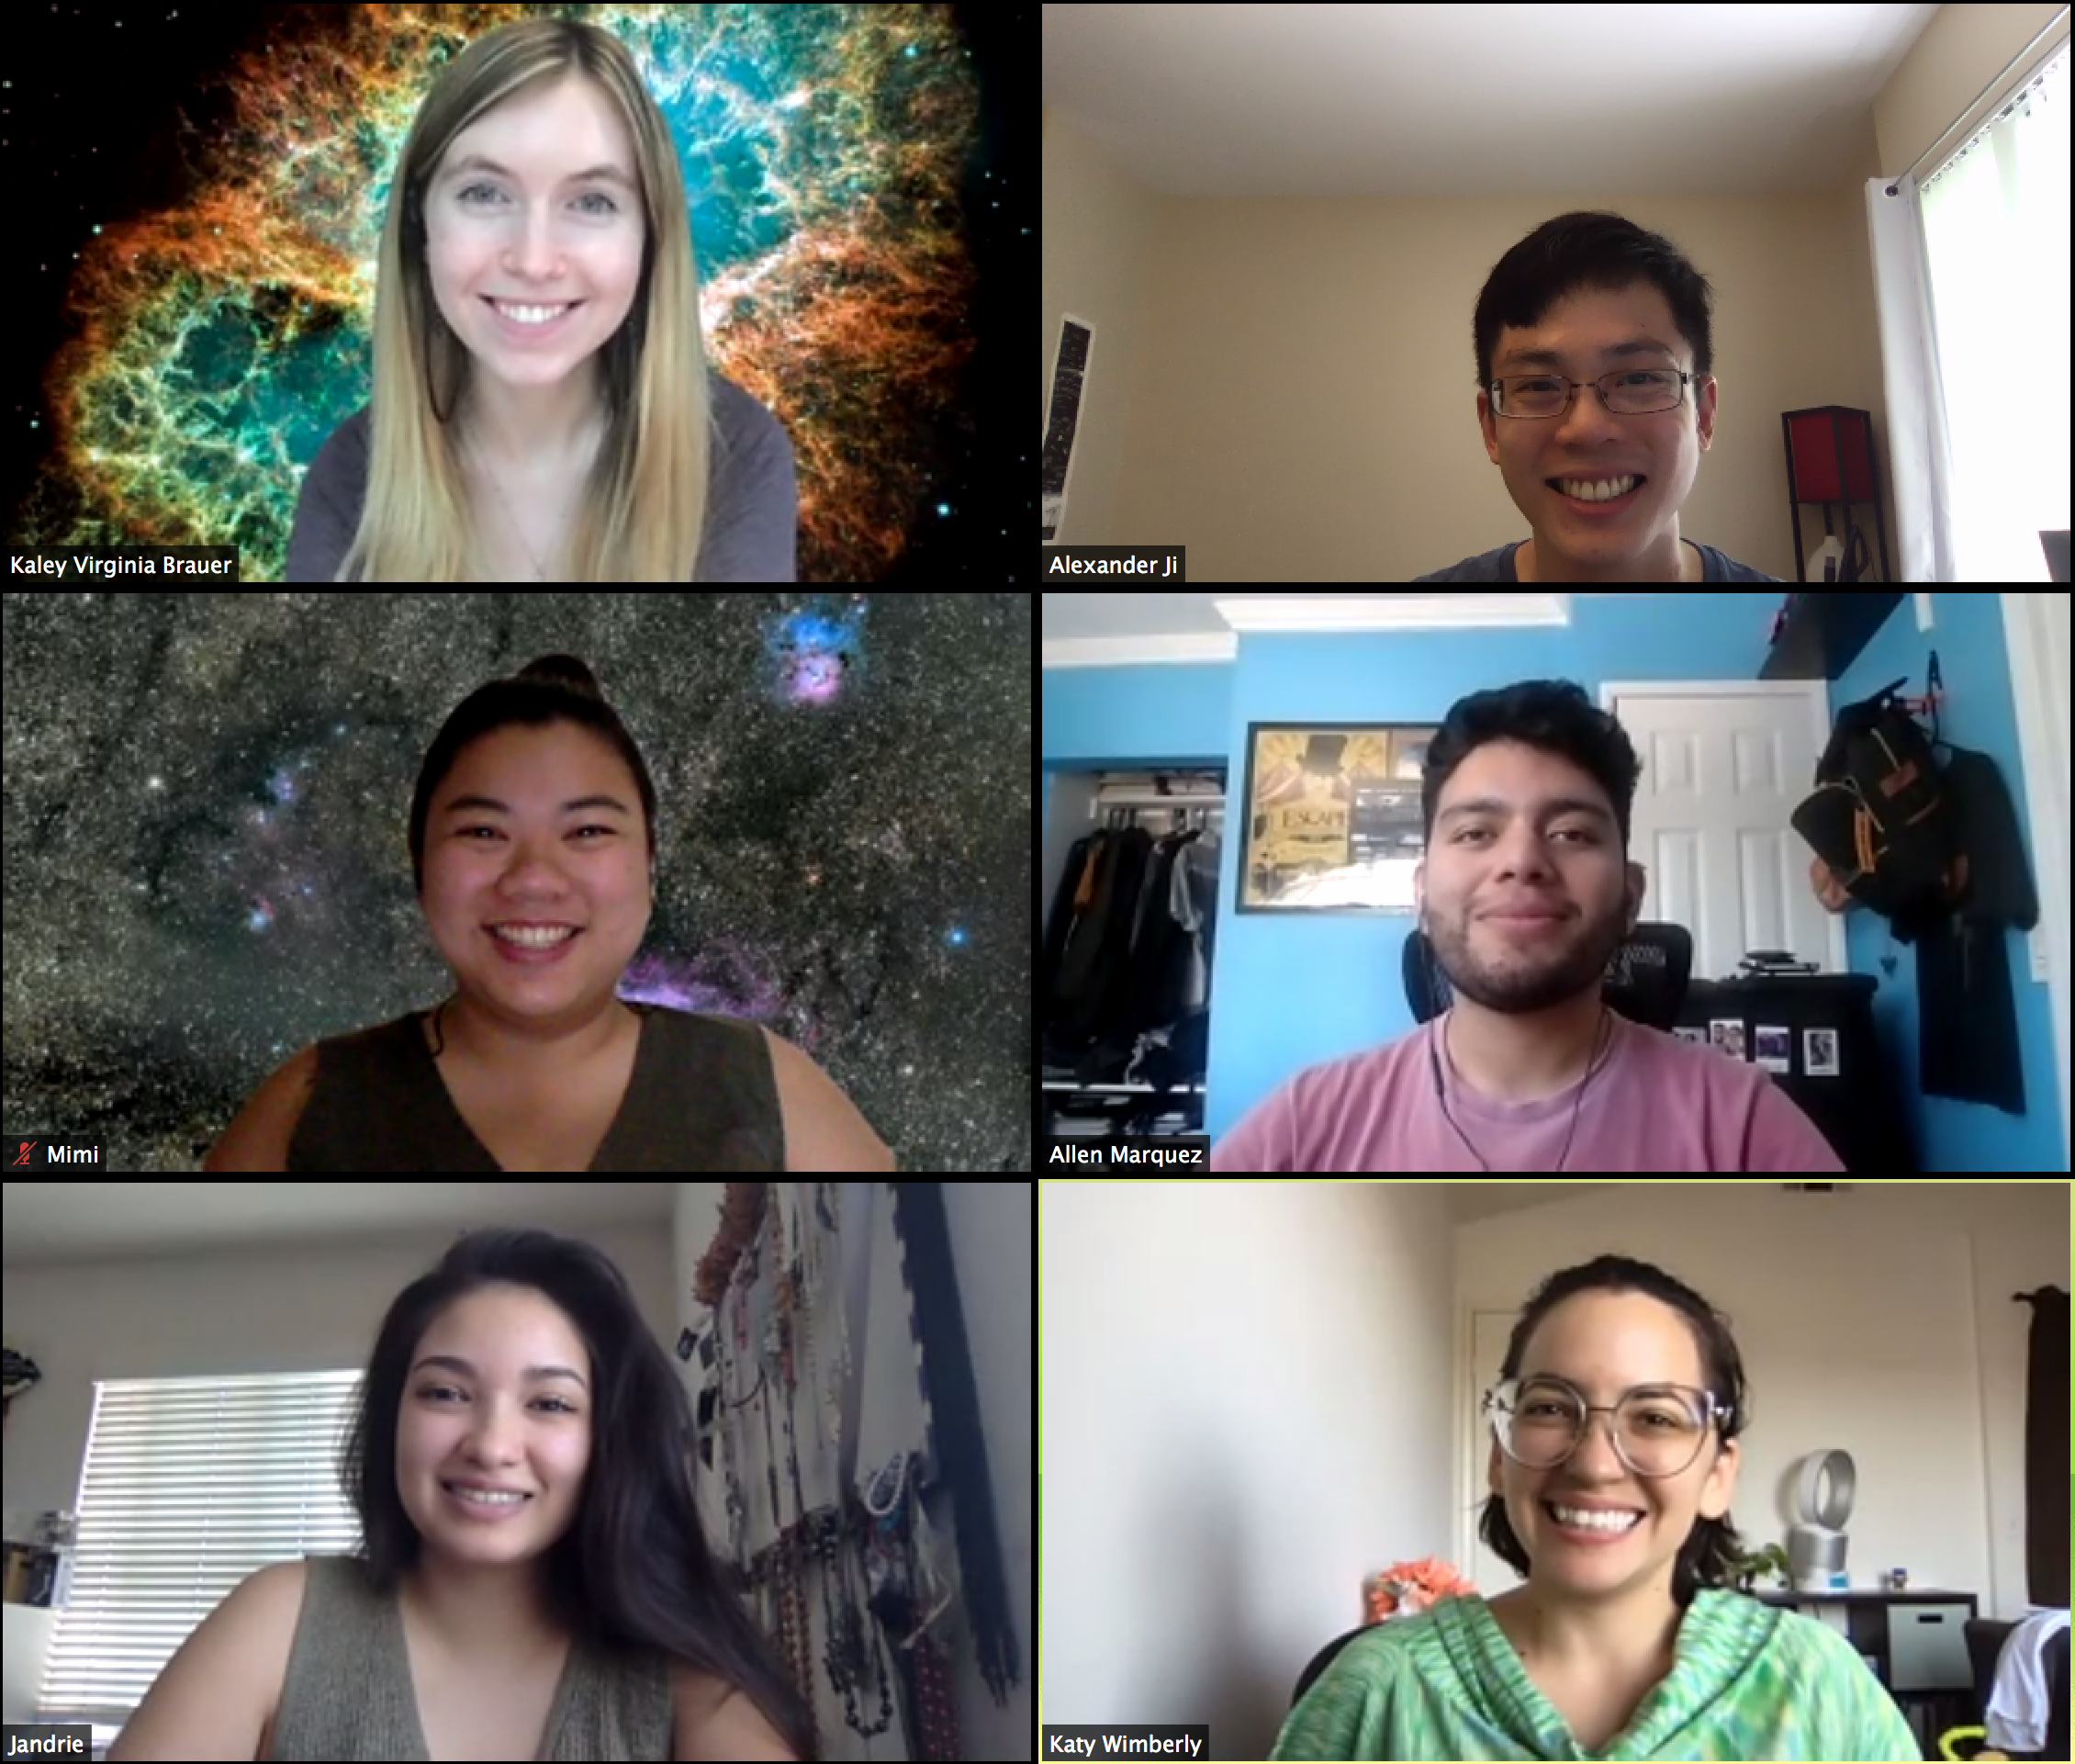 Kaley Virginia Brauer
Alexander Ji
Mimi
ESCAPE
Allen Marquez
Jandrie
Katy Wimberly